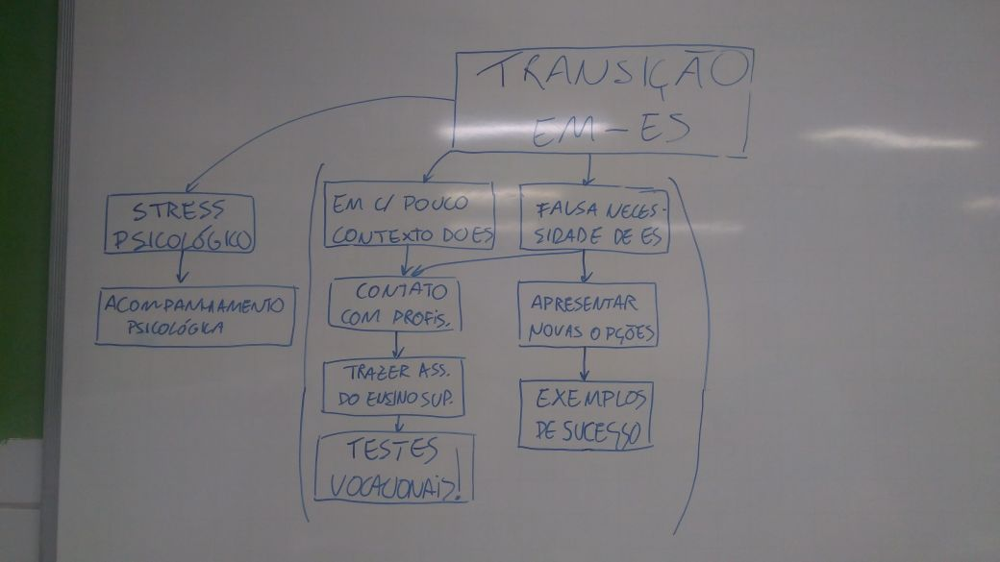 TRANSIÇÃO
EM-ES
STRESS
PSICOLÓGICO
ACOMPANHAMENTO
PSICOLÓGICA
EM C/ POUCO
CONTEXTO DO ES
CONTATO
COM PROFIS.
TRAZER ASS.
DO ENSINO SUP.
TESTES
VOCACIONAIS!
FALSA NECES-
SIDADE DE ES
APRESENTAR
NOVAS OPÇÕES
EXEMPLOS
DE SUCESSO